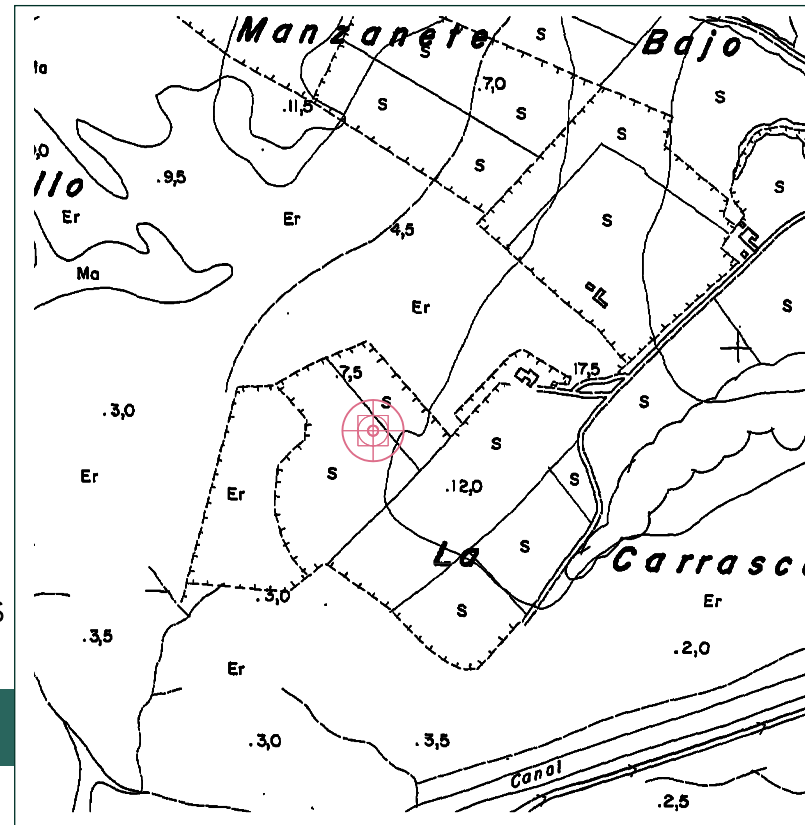 Manzanete Bajo
S
S
ta
.7,0
S
.11,5
S
S
S
S
llo
.9,5
S
Er
Er
S
4,5
Ma
Er
S
.7,5
17,5
.3,0
S
S
S
Er
S
.12,0
S
Er
S
La Carrasco
.3,0
S
Er
.3,5
.2,0
Er
.3,0
.3,5
Canal
.2,5